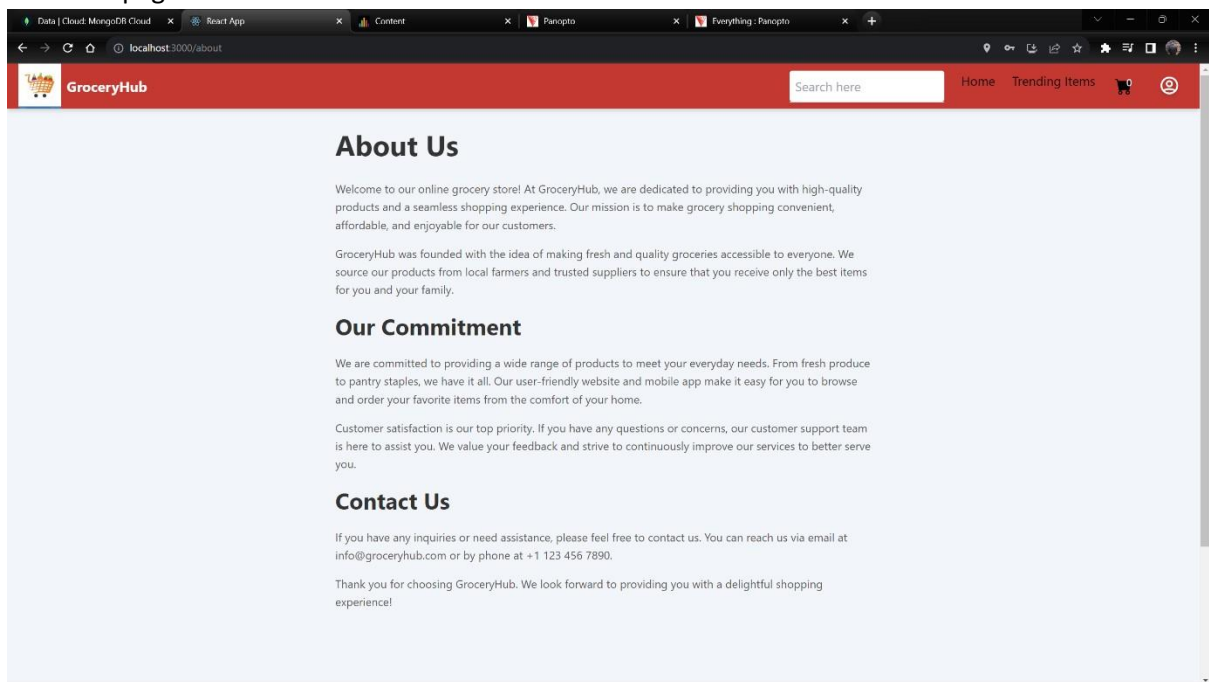 Data | Cloud: MongoDB Cloud
React App
Content
Panopto
Everything : Panopto
localhost:3000/about
GroceryHub
Search here
Home
Trending Items
0
About Us
Welcome to our online grocery store! At GroceryHub, we are dedicated to providing you with high-quality
products and a seamless shopping experience. Our mission is to make grocery shopping convenient,
affordable, and enjoyable for our customers.
GroceryHub was founded with the idea of making fresh and quality groceries accessible to everyone. We
source our products from local farmers and trusted suppliers to ensure that you receive only the best items
for you and your family.
Our Commitment
We are committed to providing a wide range of products to meet your everyday needs. From fresh produce
to pantry staples, we have it all. Our user-friendly website and mobile app make it easy for you to browse
and order your favorite items from the comfort of your home.
Customer satisfaction is our top priority. If you have any questions or concerns, our customer support team
is here to assist you. We value your feedback and strive to continuously improve our services to better serve
you.
Contact Us
If you have any inquiries or need assistance, please feel free to contact us. You can reach us via email at
info@groceryhub.com or by phone at +1 123 456 7890.
Thank you for choosing GroceryHub. We look forward to providing you with a delightful shopping
experience!